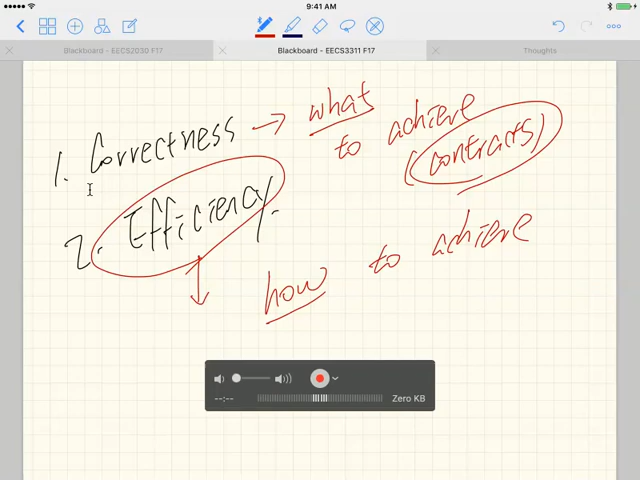 9:41 AM
Blackboard — EECS2030 F17
Blackboard — EECS3311 F17
Thoughts
1. Correctness → what to achieve (contracts)
2. Efficiency.
how to achieve
--:--
Zero KB